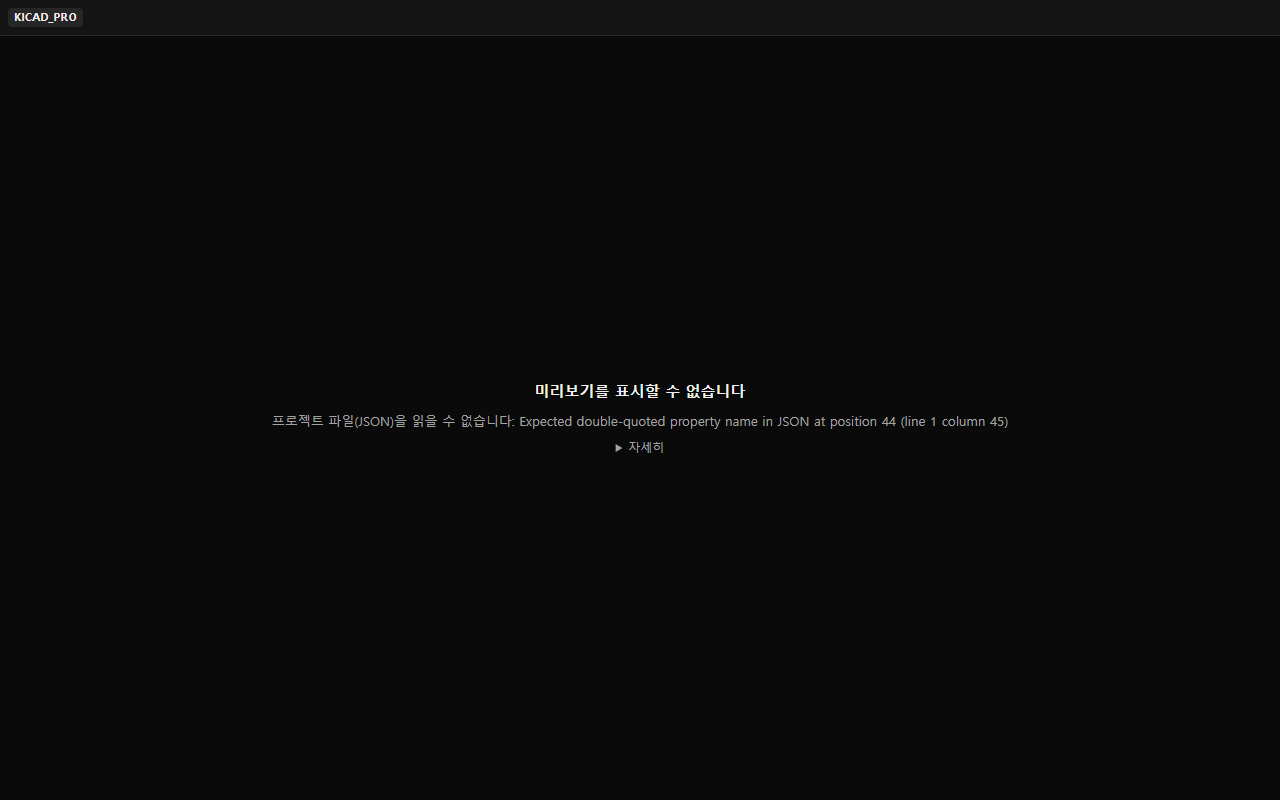 KICAD_PRO
미리보기를 표시할 수 없습니다
프로젝트 파일(JSON)을 읽을 수 없습니다: Expected double-quoted property name in JSON at position 44 (line 1 column 45)
▶ 자세히